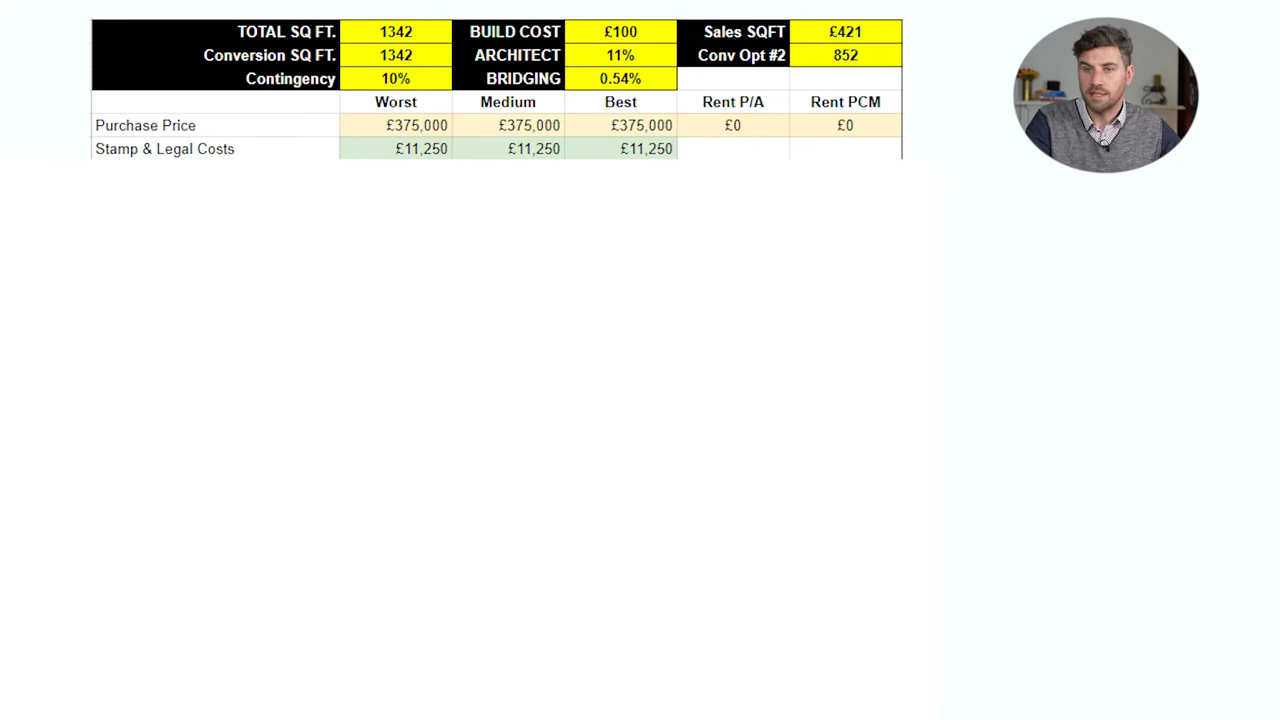 TOTAL SQ FT. 1342 BUILD COST £100 Sales SQFT £421
Conversion SQ FT. 1342 ARCHITECT 11% Conv Opt #2 852
Contingency 10% BRIDGING 0.54%
Worst Medium Best Rent P/A Rent PCM
Purchase Price £375,000 £375,000 £375,000 £0 £0
Stamp & Legal Costs £11,250 £11,250 £11,250